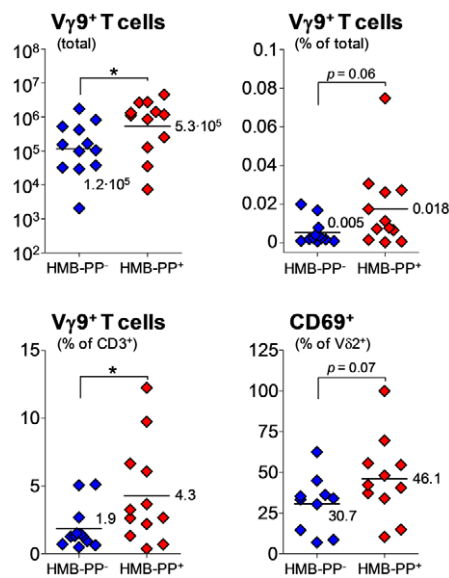 Vγ9⁺ T cells
(total)
10⁸
10⁷
10⁶
10⁵
10⁴
10³
10²
*
1.2·10⁵
5.3·10⁵
HMB-PP⁻ HMB-PP⁺
Vγ9⁺ T cells
(% of total)
0.1
0.08
0.06
0.04
0.02
0
p = 0.06
0.005
0.018
HMB-PP⁻ HMB-PP⁺
Vγ9⁺ T cells
(% of CD3⁺)
15
10
5
0
*
1.9
4.3
HMB-PP⁻ HMB-PP⁺
CD69⁺
(% of Vδ2⁺)
125
100
75
50
25
0
p = 0.07
30.7
46.1
HMB-PP⁻ HMB-PP⁺